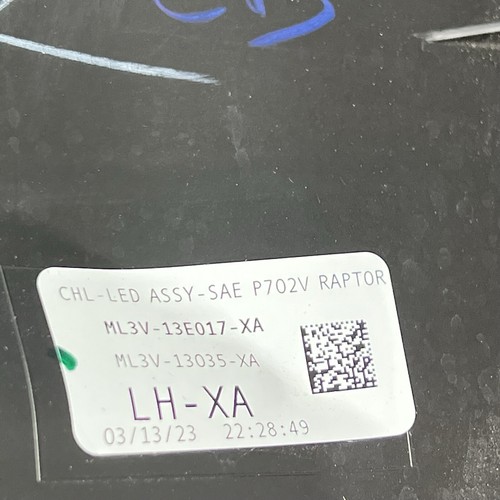 CHL-LED ASSY-SAE P702V RAPTOR
ML3V-13E017-XA
ML3V-13035-XA
LH-XA
03/13/23 22:28:49